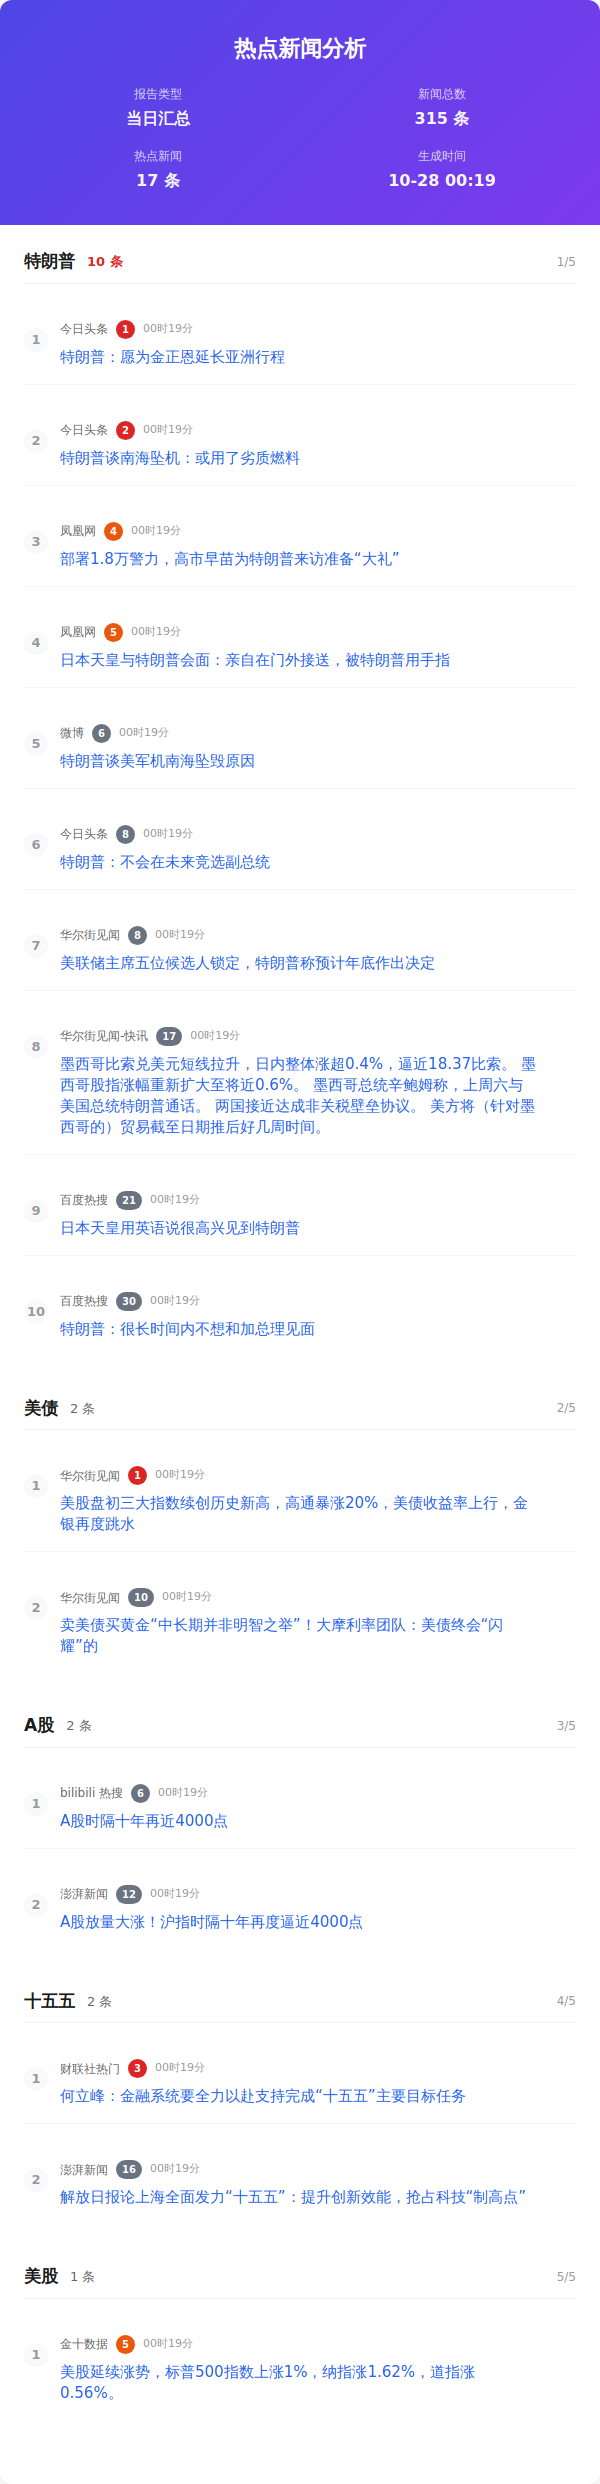 热点新闻分析
报告类型
当日汇总
新闻总数
315 条
热点新闻
17 条
生成时间
10-28 00:19
特朗普 10 条 1/5
1
今日头条 1 00时19分
特朗普：愿为金正恩延长亚洲行程
2
今日头条 2 00时19分
特朗普谈南海坠机：或用了劣质燃料
3
凤凰网 4 00时19分
部署1.8万警力，高市早苗为特朗普来访准备“大礼”
4
凤凰网 5 00时19分
日本天皇与特朗普会面：亲自在门外接送，被特朗普用手指
5
微博 6 00时19分
特朗普谈美军机南海坠毁原因
6
今日头条 8 00时19分
特朗普：不会在未来竞选副总统
7
华尔街见闻 8 00时19分
美联储主席五位候选人锁定，特朗普称预计年底作出决定
8
华尔街见闻-快讯 17 00时19分
墨西哥比索兑美元短线拉升，日内整体涨超0.4%，逼近18.37比索。 墨
西哥股指涨幅重新扩大至将近0.6%。 墨西哥总统辛鲍姆称，上周六与
美国总统特朗普通话。 两国接近达成非关税壁垒协议。 美方将（针对墨
西哥的）贸易截至日期推后好几周时间。
9
百度热搜 21 00时19分
日本天皇用英语说很高兴见到特朗普
10
百度热搜 30 00时19分
特朗普：很长时间内不想和加总理见面
美债 2 条 2/5
1
华尔街见闻 1 00时19分
美股盘初三大指数续创历史新高，高通暴涨20%，美债收益率上行，金
银再度跳水
2
华尔街见闻 10 00时19分
卖美债买黄金“中长期并非明智之举”！大摩利率团队：美债终会“闪
耀”的
A股 2 条 3/5
1
bilibili 热搜 6 00时19分
A股时隔十年再近4000点
2
澎湃新闻 12 00时19分
A股放量大涨！沪指时隔十年再度逼近4000点
十五五 2 条 4/5
1
财联社热门 3 00时19分
何立峰：金融系统要全力以赴支持完成“十五五”主要目标任务
2
澎湃新闻 16 00时19分
解放日报论上海全面发力“十五五”：提升创新效能，抢占科技“制高点”
美股 1 条 5/5
1
金十数据 5 00时19分
美股延续涨势，标普500指数上涨1%，纳指涨1.62%，道指涨
0.56%。